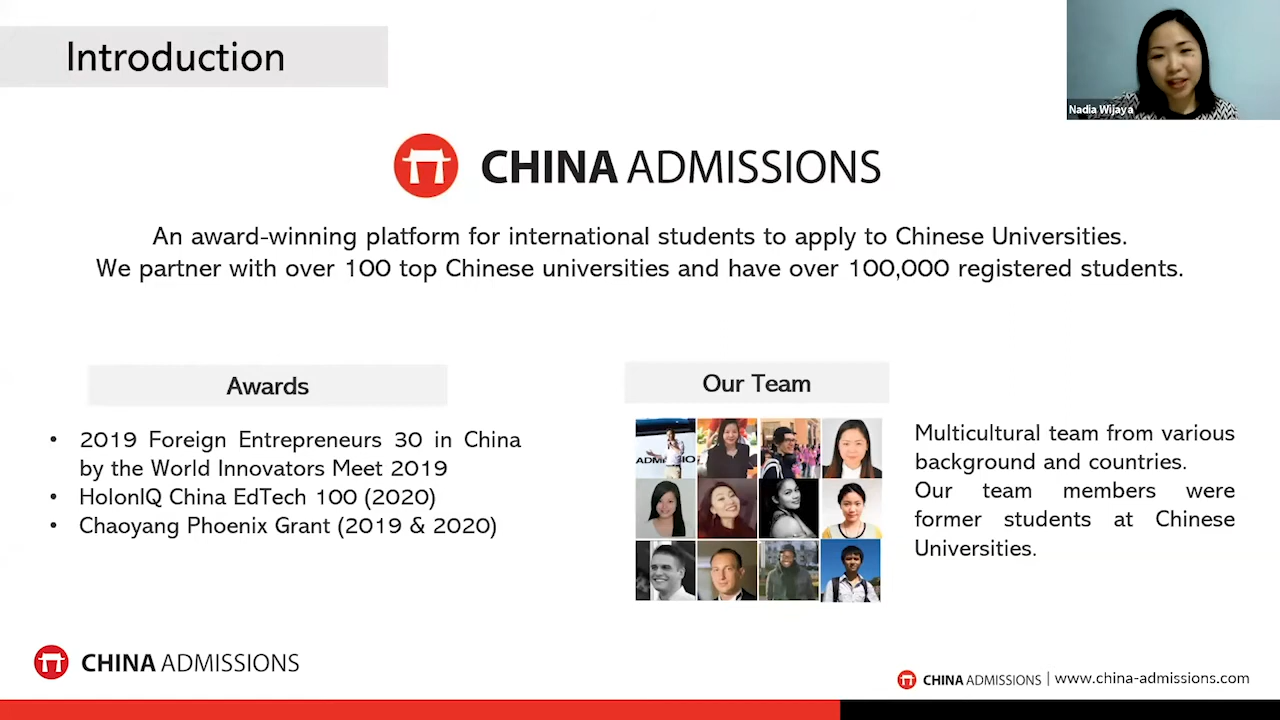 Introduction
Nadia Wijaya
CHINA ADMISSIONS
An award-winning platform for international students to apply to Chinese Universities.
We partner with over 100 top Chinese universities and have over 100,000 registered students.
Awards
• 2019 Foreign Entrepreneurs 30 in China
by the World Innovators Meet 2019
• HolonIQ China EdTech 100 (2020)
• Chaoyang Phoenix Grant (2019 & 2020)
Our Team
Multicultural team from various
background and countries.
Our team members were
former students at Chinese
Universities.
CHINA ADMISSIONS
CHINA ADMISSIONS | www.china-admissions.com